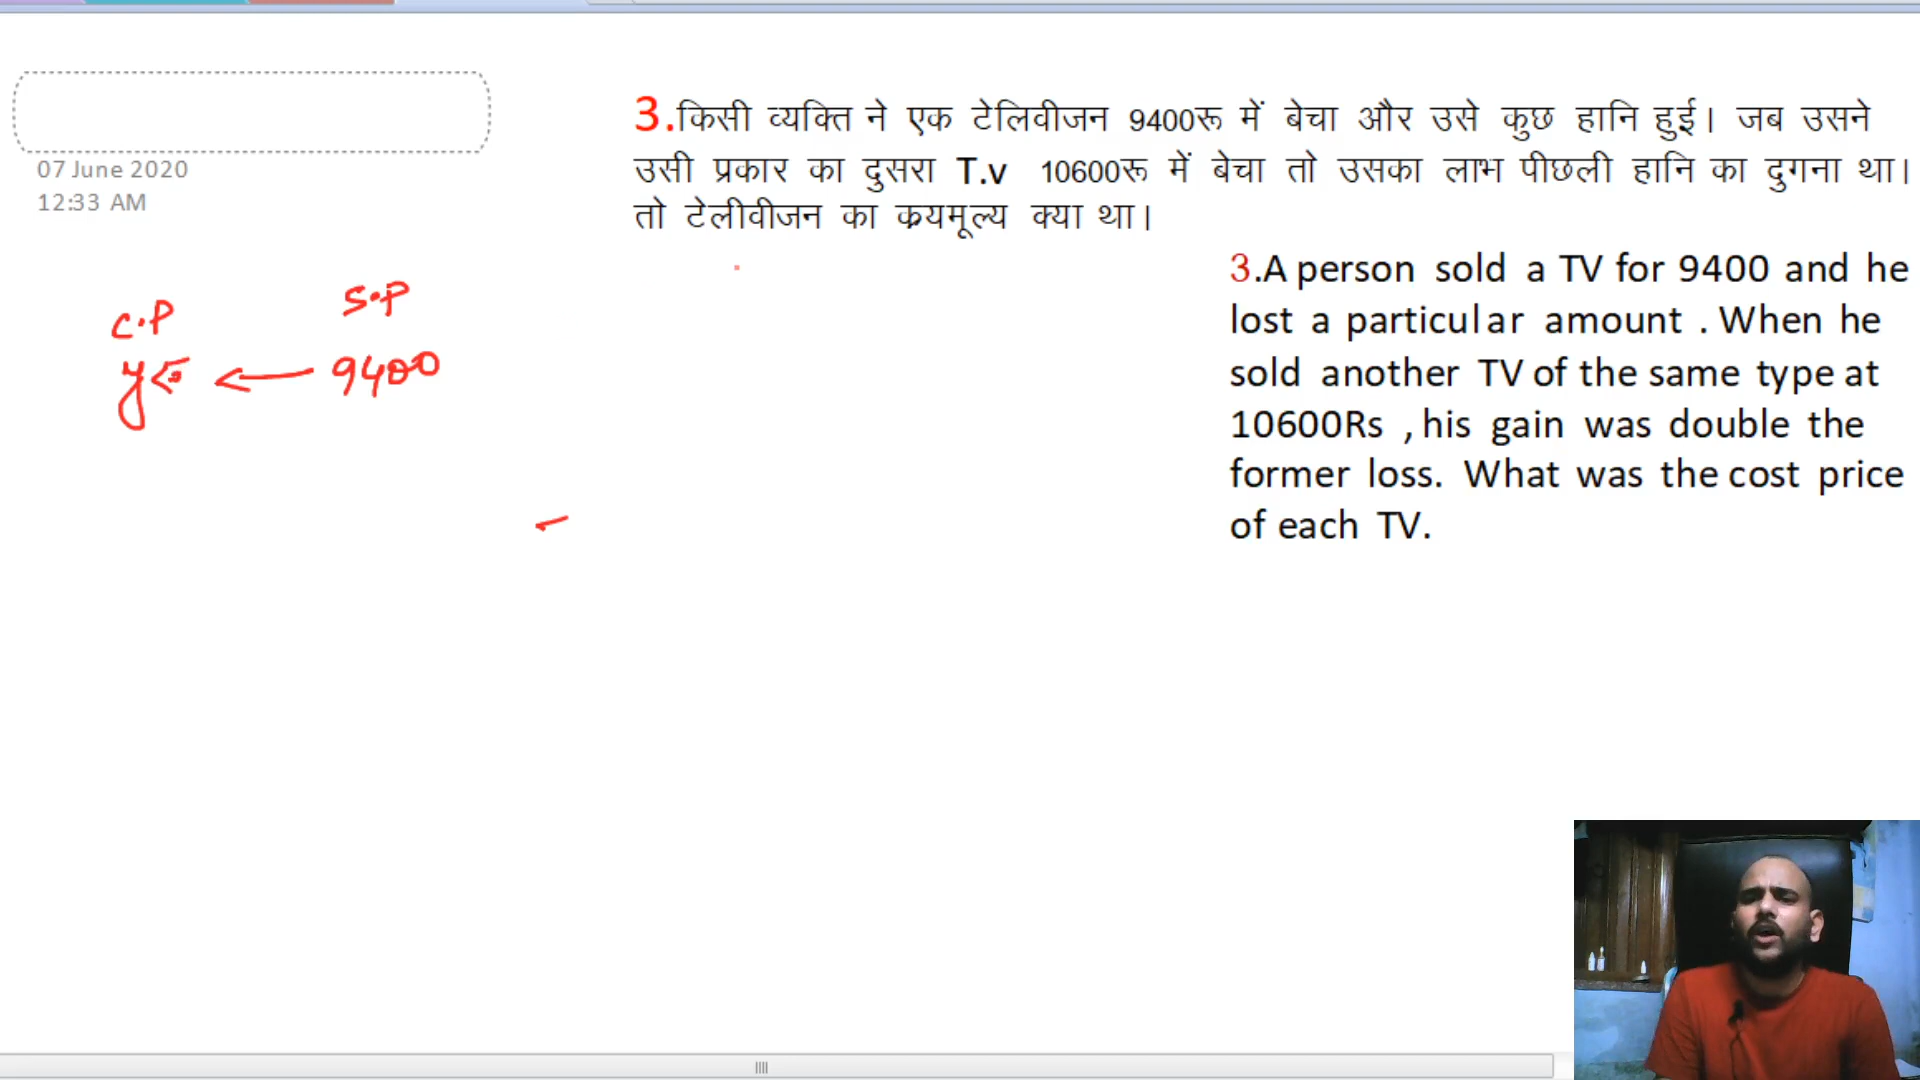 3.किसी व्यक्ति ने एक टेलिवीजन 9400रू में बेचा और उसे कुछ हानि हुई। जब उसने
उसी प्रकार का दुसरा T.v 10600रू में बेचा तो उसका लाभ पीछली हानि का दुगना था।
तो टेलीवीजन का क्रयमूल्य क्या था।
07 June 2020
12:33 AM
3.A person sold a TV for 9400 and he
lost a particular amount . When he
sold another TV of the same type at
10600Rs , his gain was double the
former loss. What was the cost price
of each TV.
C.P S.P
y₹ ← 9400